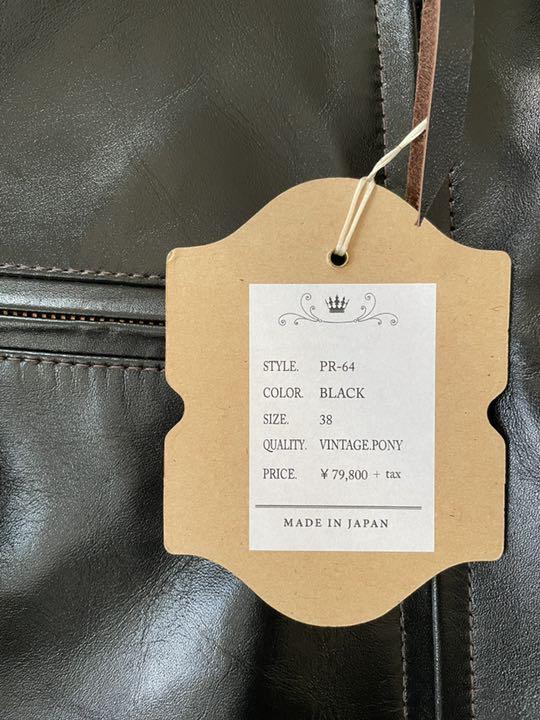 STYLE. PR-64
COLOR. BLACK
SIZE. 38
QUALITY. VINTAGE.PONY
PRICE. ¥79,800 + tax
MADE IN JAPAN